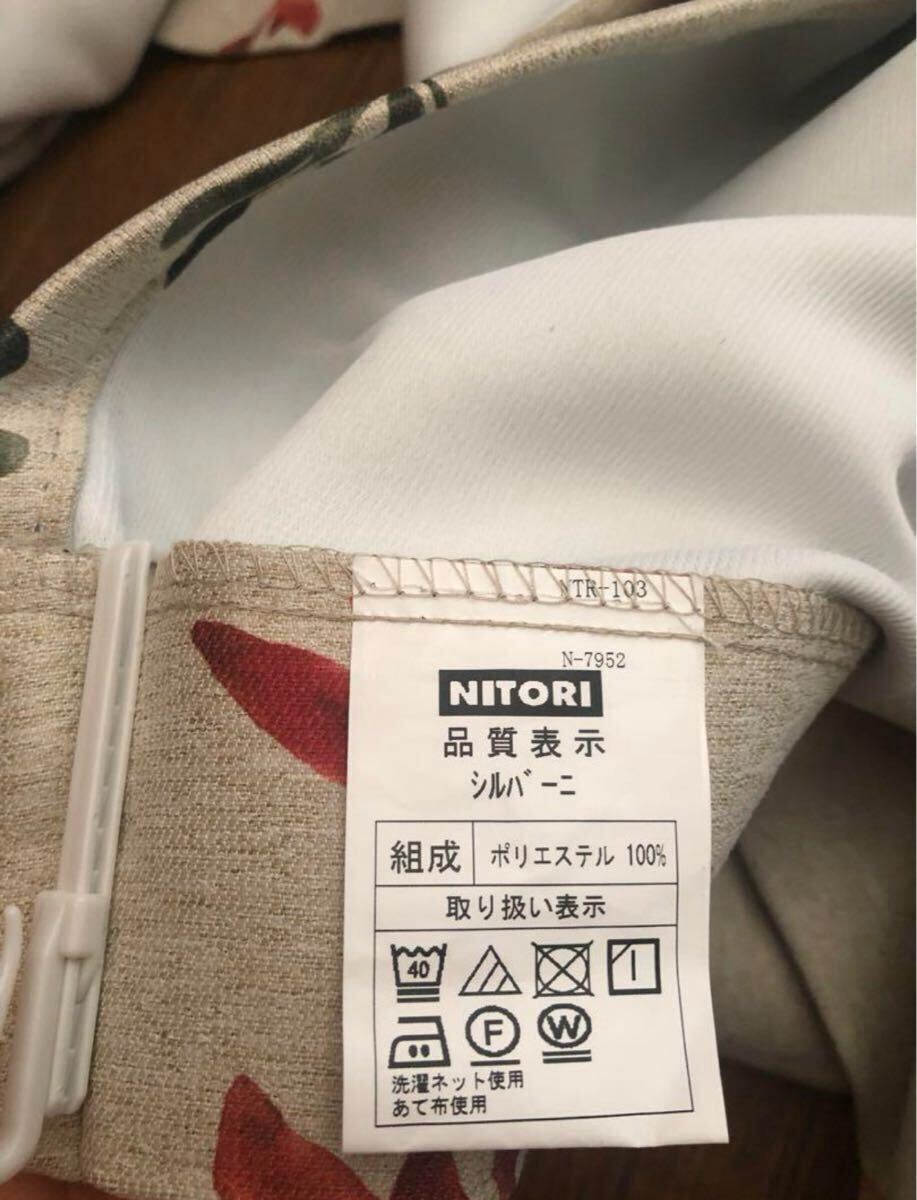 NTR-103
N-7952
NITORI
品質表示
シルバーニ
組成 ポリエステル 100%
取り扱い表示
40
F W
洗濯ネット使用
あて布使用